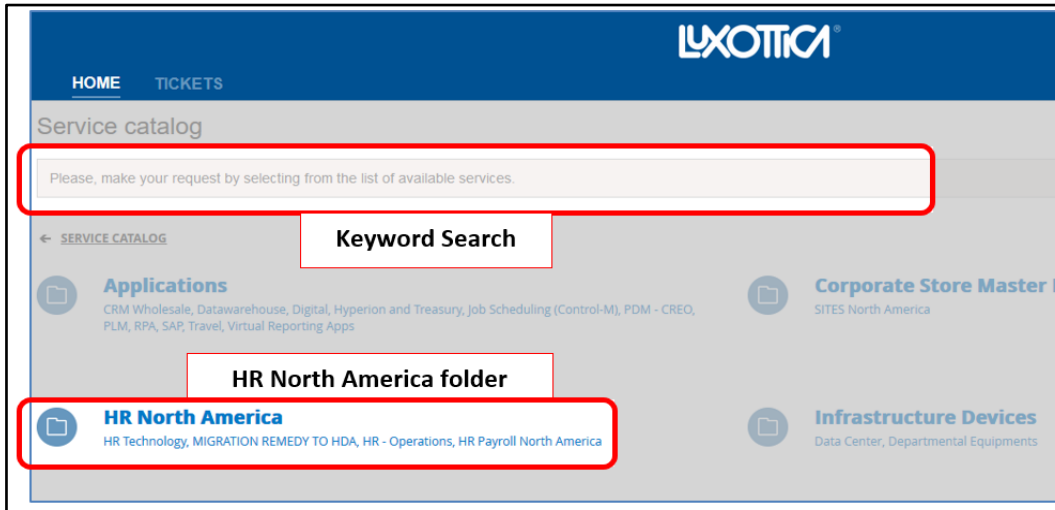 LUXOTTICA®
HOME TICKETS
Service catalog
Please, make your request by selecting from the list of available services.
Keyword Search
← SERVICE CATALOG
Applications
CRM Wholesale, Datawarehouse, Digital, Hyperion and Treasury, Job Scheduling (Control-M), PDM - CREO,
PLM, RPA, SAP, Travel, Virtual Reporting Apps
Corporate Store Master
SITES North America
HR North America folder
HR North America
HR Technology, MIGRATION REMEDY TO HDA, HR - Operations, HR Payroll North America
Infrastructure Devices
Data Center, Departmental Equipments